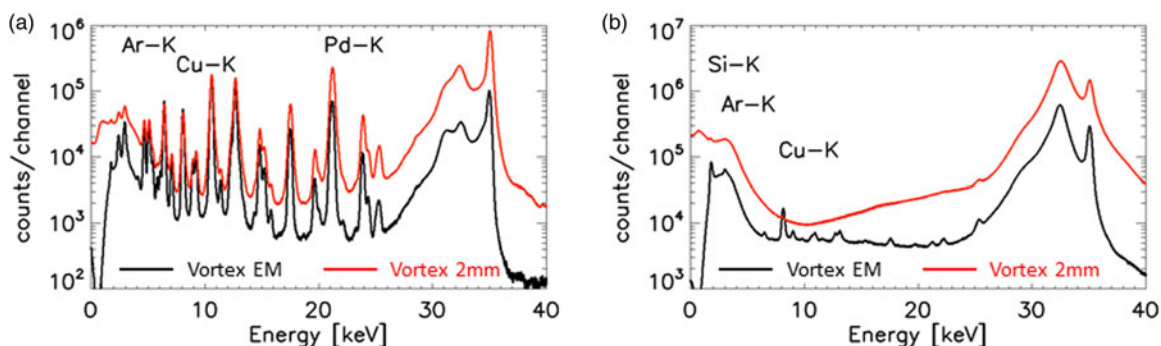 (a)
10⁶
10⁵
10⁴
10³
10²
counts/channel
Ar–K
Cu–K
Pd–K
Vortex EM
Vortex 2mm
0 10 20 30 40
Energy [keV]
(b)
10⁷
10⁶
10⁵
10⁴
10³
counts/channel
Si–K
Ar–K
Cu–K
Vortex EM
Vortex 2mm
0 10 20 30 40
Energy [keV]